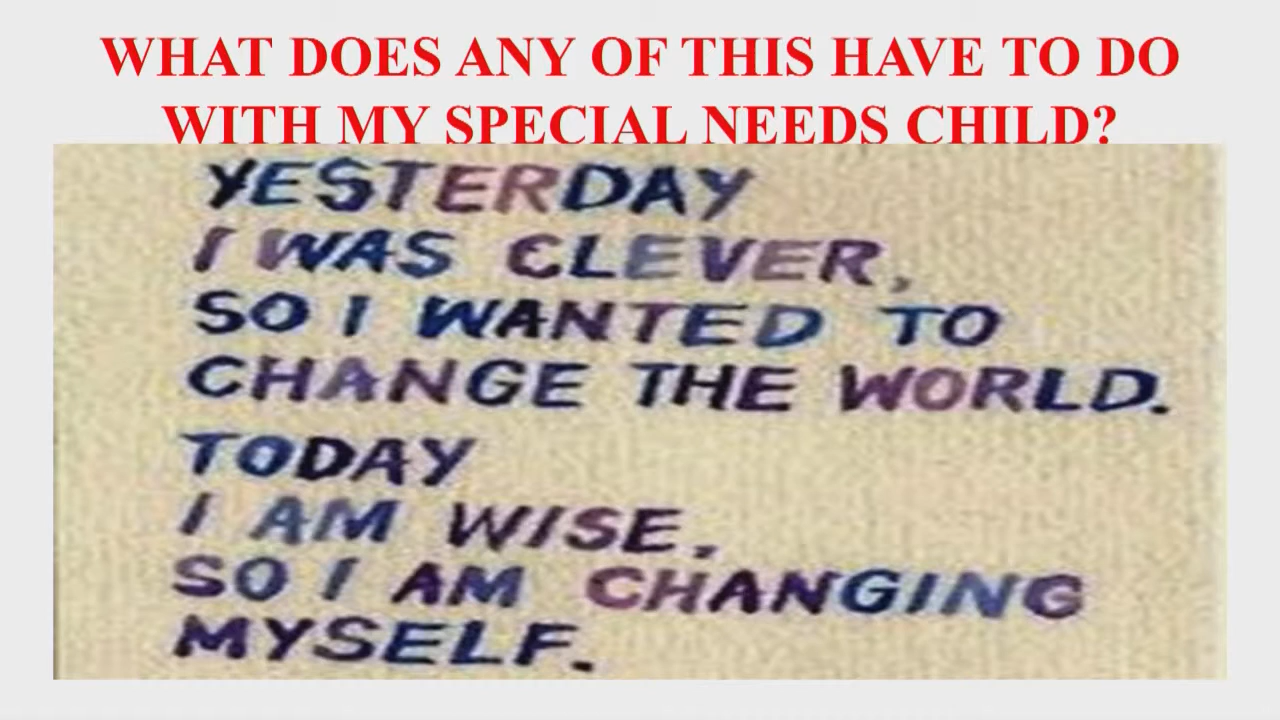 WHAT DOES ANY OF THIS HAVE TO DO
WITH MY SPECIAL NEEDS CHILD?
YESTERDAY
I WAS CLEVER,
SO I WANTED TO
CHANGE THE WORLD.
TODAY
I AM WISE,
SO I AM CHANGING
MYSELF.